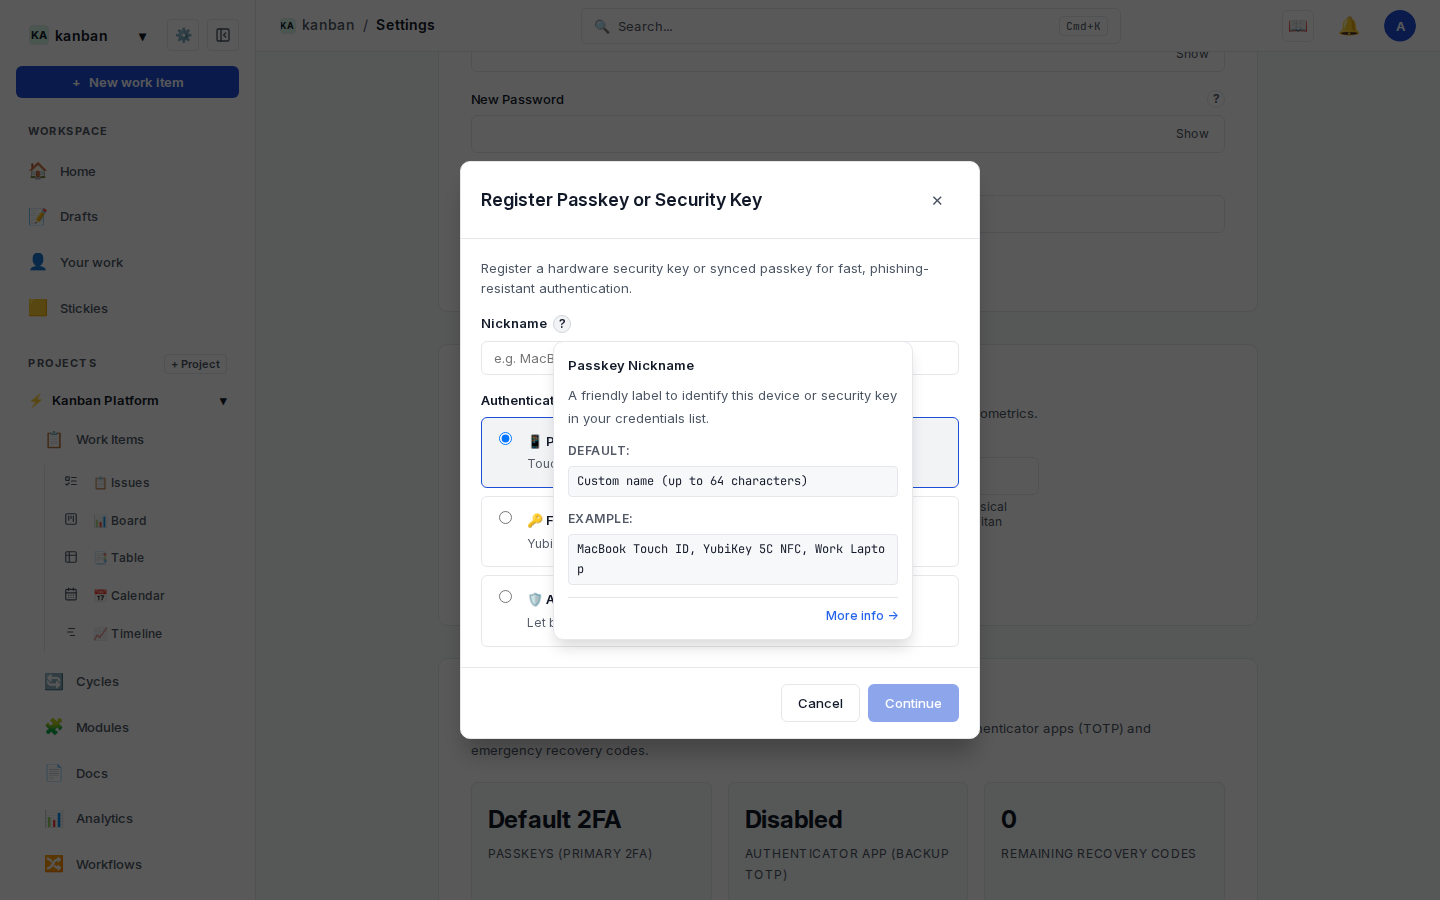 KA kanban
+ New work item
WORKSPACE
Home
Drafts
Your work
Stickies
PROJECTS
+ Project
Kanban Platform
Work Items
Issues
Board
Table
Calendar
Timeline
Cycles
Modules
Docs
Analytics
Workflows
KA kanban / Settings
Search...
Cmd+K
A
Show
New Password
?
Show
Register Passkey or Security Key
×
Register a hardware security key or synced passkey for fast, phishing-
resistant authentication.
Nickname ?
e.g. MacB
Passkey Nickname
A friendly label to identify this device or security key
in your credentials list.
DEFAULT:
Custom name (up to 64 characters)
EXAMPLE:
MacBook Touch ID, YubiKey 5C NFC, Work Lapto
p
More info →
Authenticat
P
Touc
F
Yubi
A
Let b
Cancel
Continue
ometrics.
sical
itan
enticator apps (TOTP) and
emergency recovery codes.
Default 2FA
PASSKEYS (PRIMARY 2FA)
Disabled
AUTHENTICATOR APP (BACKUP
TOTP)
0
REMAINING RECOVERY CODES